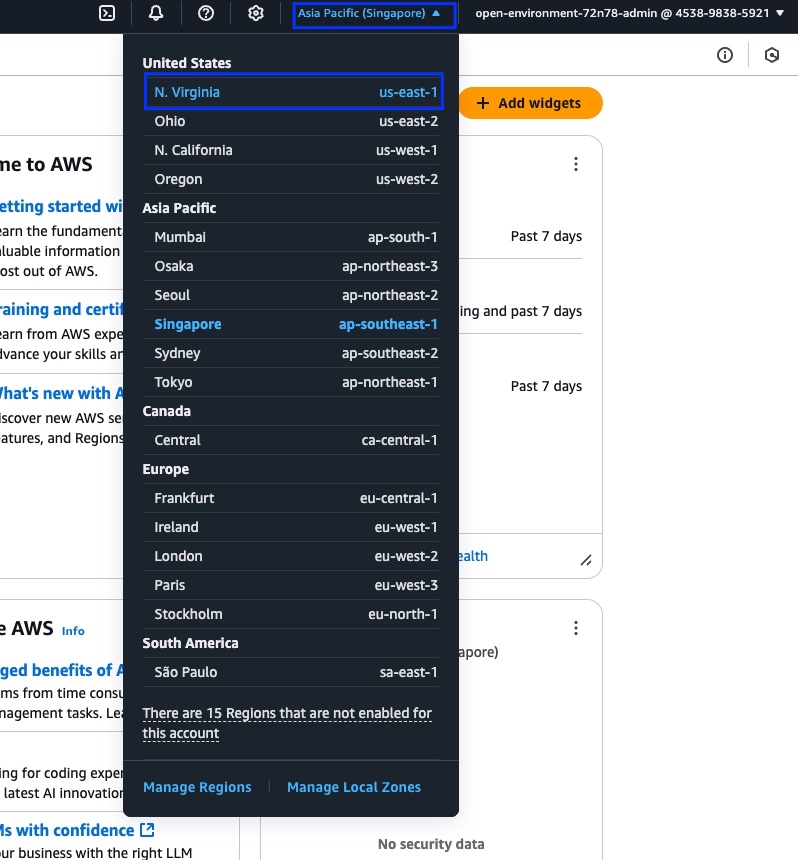 Asia Pacific (Singapore)
open-environment-72n78-admin @ 4538-9838-5921
+ Add widgets
United States
N. Virginia us-east-1
Ohio us-east-2
N. California us-west-1
Oregon us-west-2
Asia Pacific
Mumbai ap-south-1
Osaka ap-northeast-3
Seoul ap-northeast-2
Singapore ap-southeast-1
Sydney ap-southeast-2
Tokyo ap-northeast-1
Canada
Central ca-central-1
Europe
Frankfurt eu-central-1
Ireland eu-west-1
London eu-west-2
Paris eu-west-3
Stockholm eu-north-1
South America
São Paulo sa-east-1
There are 15 Regions that are not enabled for
this account
Manage Regions
Manage Local Zones
me to AWS
etting started wi
earn the fundament
aluable information
ost out of AWS.
raining and certif
earn from AWS expe
dvance your skills an
What's new with A
iscover new AWS se
atures, and Regions
Past 7 days
ing and past 7 days
Past 7 days
ealth
e AWS Info
ged benefits of A
ms from time consu
nagement tasks. Lea
ing for coding exper
latest AI innovation
Ms with confidence
our business with the right LLM
apore)
No security data